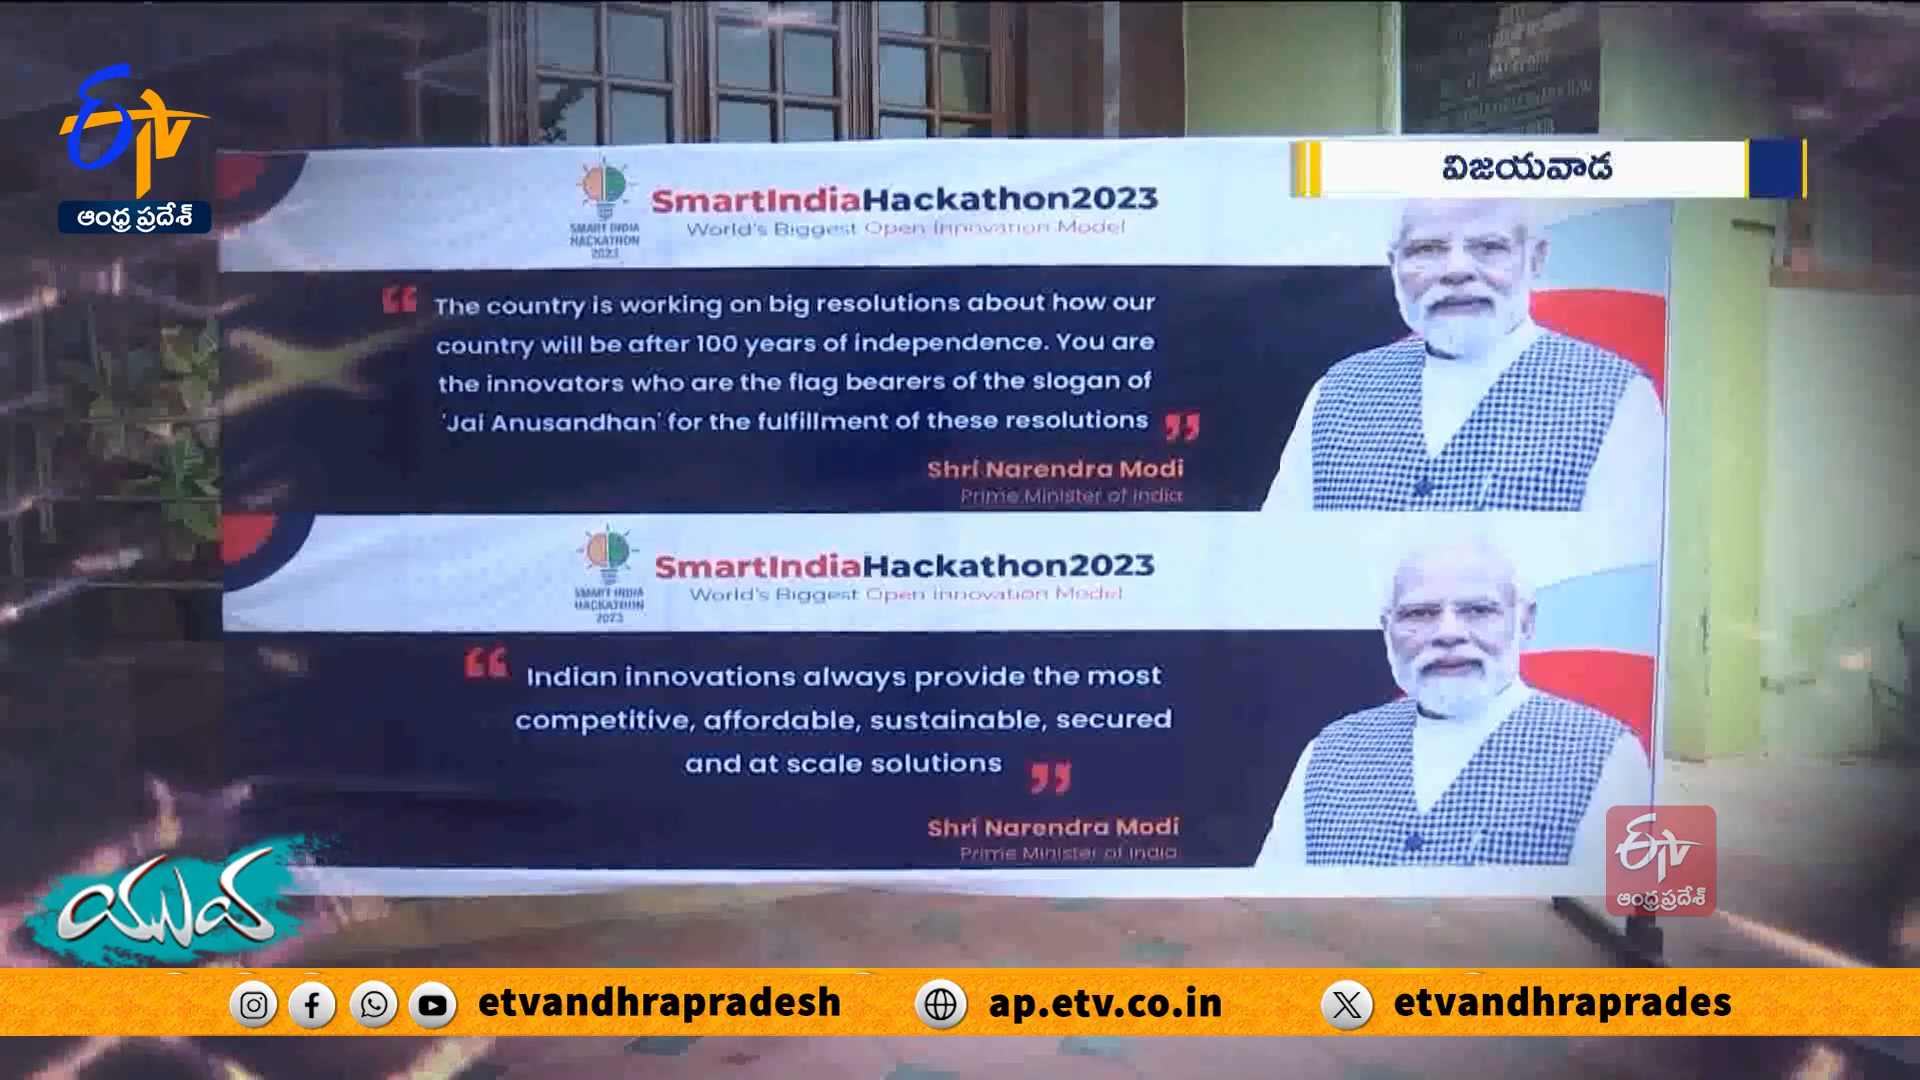 ETV
ఆంధ్ర ప్రదేశ్
విజయవాడ
SMART INDIA
HACKATHON
2023
SmartIndiaHackathon2023
World's Biggest Open Innovation Model
“ The country is working on big resolutions about how our
country will be after 100 years of independence. You are
the innovators who are the flag bearers of the slogan of
'Jai Anusandhan' for the fulfillment of these resolutions ”
Shri Narendra Modi
Prime Minister of India
SMART INDIA
HACKATHON
2023
SmartIndiaHackathon2023
World's Biggest Open Innovation Model
“ Indian innovations always provide the most
competitive, affordable, sustainable, secured
and at scale solutions ”
Shri Narendra Modi
Prime Minister of India
ETV
ఆంధ్రప్రదేశ్
యువ
etvandhrapradesh
ap.etv.co.in
etvandhraprades